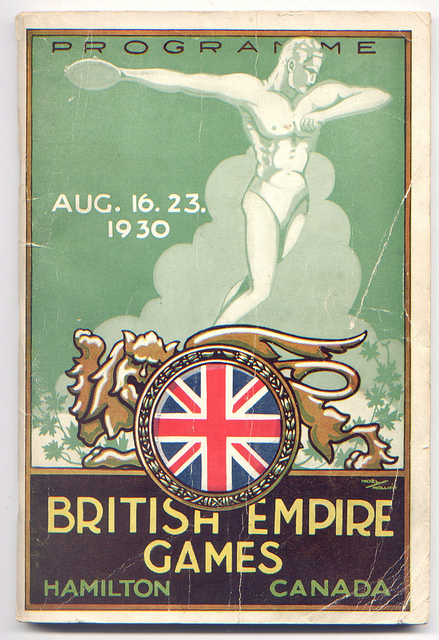 PROGRAMME
AUG. 16. 23.
1930
BRITISH EMPIRE
GAMES
HAMILTON CANADA